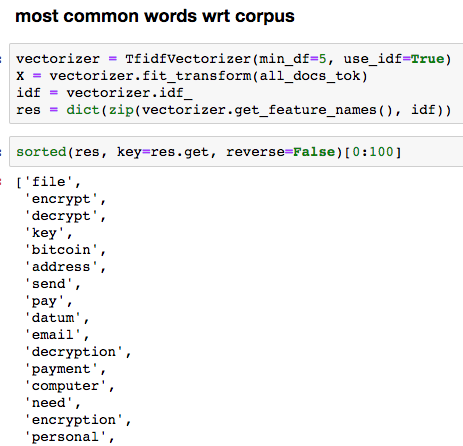 most common words wrt corpus
vectorizer = TfidfVectorizer(min_df=5, use_idf=True)
X = vectorizer.fit_transform(all_docs_tok)
idf = vectorizer.idf_
res = dict(zip(vectorizer.get_feature_names(), idf))
sorted(res, key=res.get, reverse=False)[0:100]
['file',
'encrypt',
'decrypt',
'key',
'bitcoin',
'address',
'send',
'pay',
'datum',
'email',
'decryption',
'payment',
'computer',
'need',
'encryption',
'personal',